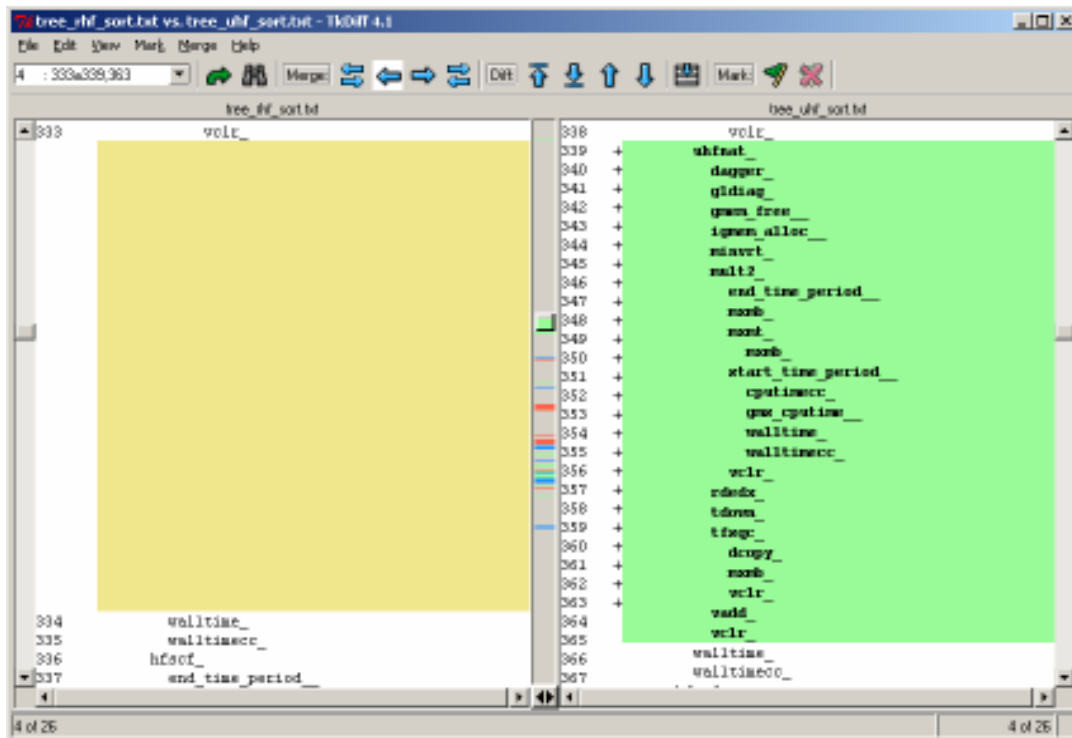 tree_rhf_sort.txt vs. tree_uhf_sort.txt - TkDiff 4.1
File Edit View Mark Merge Help
4 : 333a339,363 Merge: Diff: Mark:
tree_rhf_sort.txt tree_uhf_sort.txt
333 vclr_
334 walltime_
335 walltimecc_
336 hfscf_
337 end_time_period__
338 vclr_
339 + uhfnat_
340 + dagger_
341 + gldiag_
342 + gmem_free__
343 + igmem_alloc__
344 + minvrt_
345 + mult2_
346 + end_time_period__
347 + mxmb_
348 + mxmt_
349 + mxmb_
350 + start_time_period__
351 + cputimecc_
352 + gmx_cputime__
353 + walltime_
354 + walltimecc_
355 + vclr_
356 + rdedx_
357 + tdown_
358 + tfsqc_
359 + dcopy_
360 + mxmb_
361 + vclr_
362 + vadd_
363 + vclr_
364 walltime_
365 walltimecc_
366
367
4 of 26 4 of 26